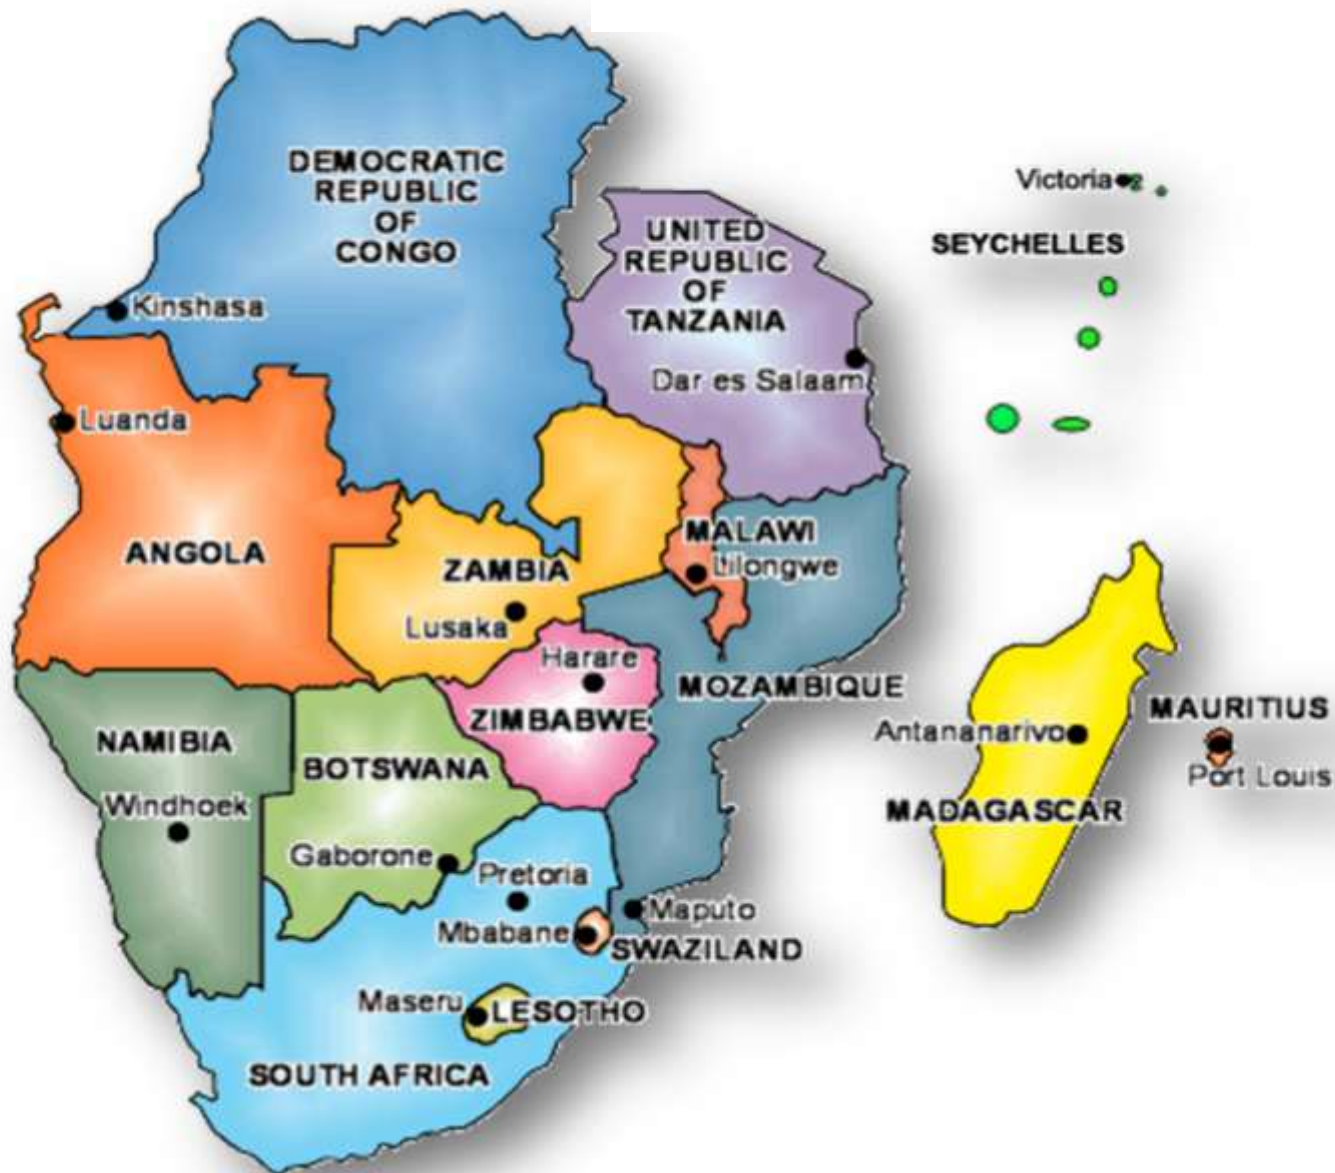 DEMOCRATIC
REPUBLIC
OF
CONGO
Kinshasa
UNITED
REPUBLIC
OF
TANZANIA
Dar es Salaam
Victoria
SEYCHELLES
Luanda
ANGOLA
ZAMBIA
Lusaka
MALAWI
Lilongwe
Harare
ZIMBABWE
MOZAMBIQUE
NAMIBIA
Windhoek
BOTSWANA
Gaborone
Pretoria
Mbabane
SWAZILAND
Maputo
Maseru
LESOTHO
SOUTH AFRICA
Antananarivo
MADAGASCAR
MAURITIUS
Port Louis